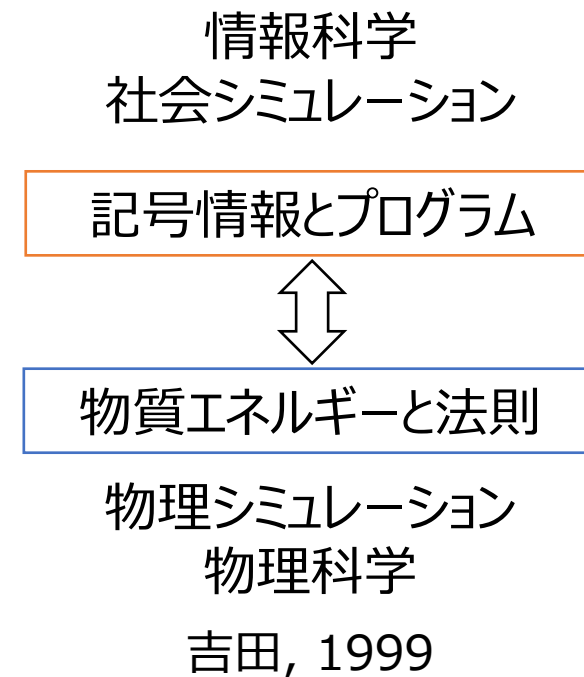 情報科学
社会シミュレーション
記号情報とプログラム
物質エネルギーと法則
物理シミュレーション
物理科学
吉田, 1999